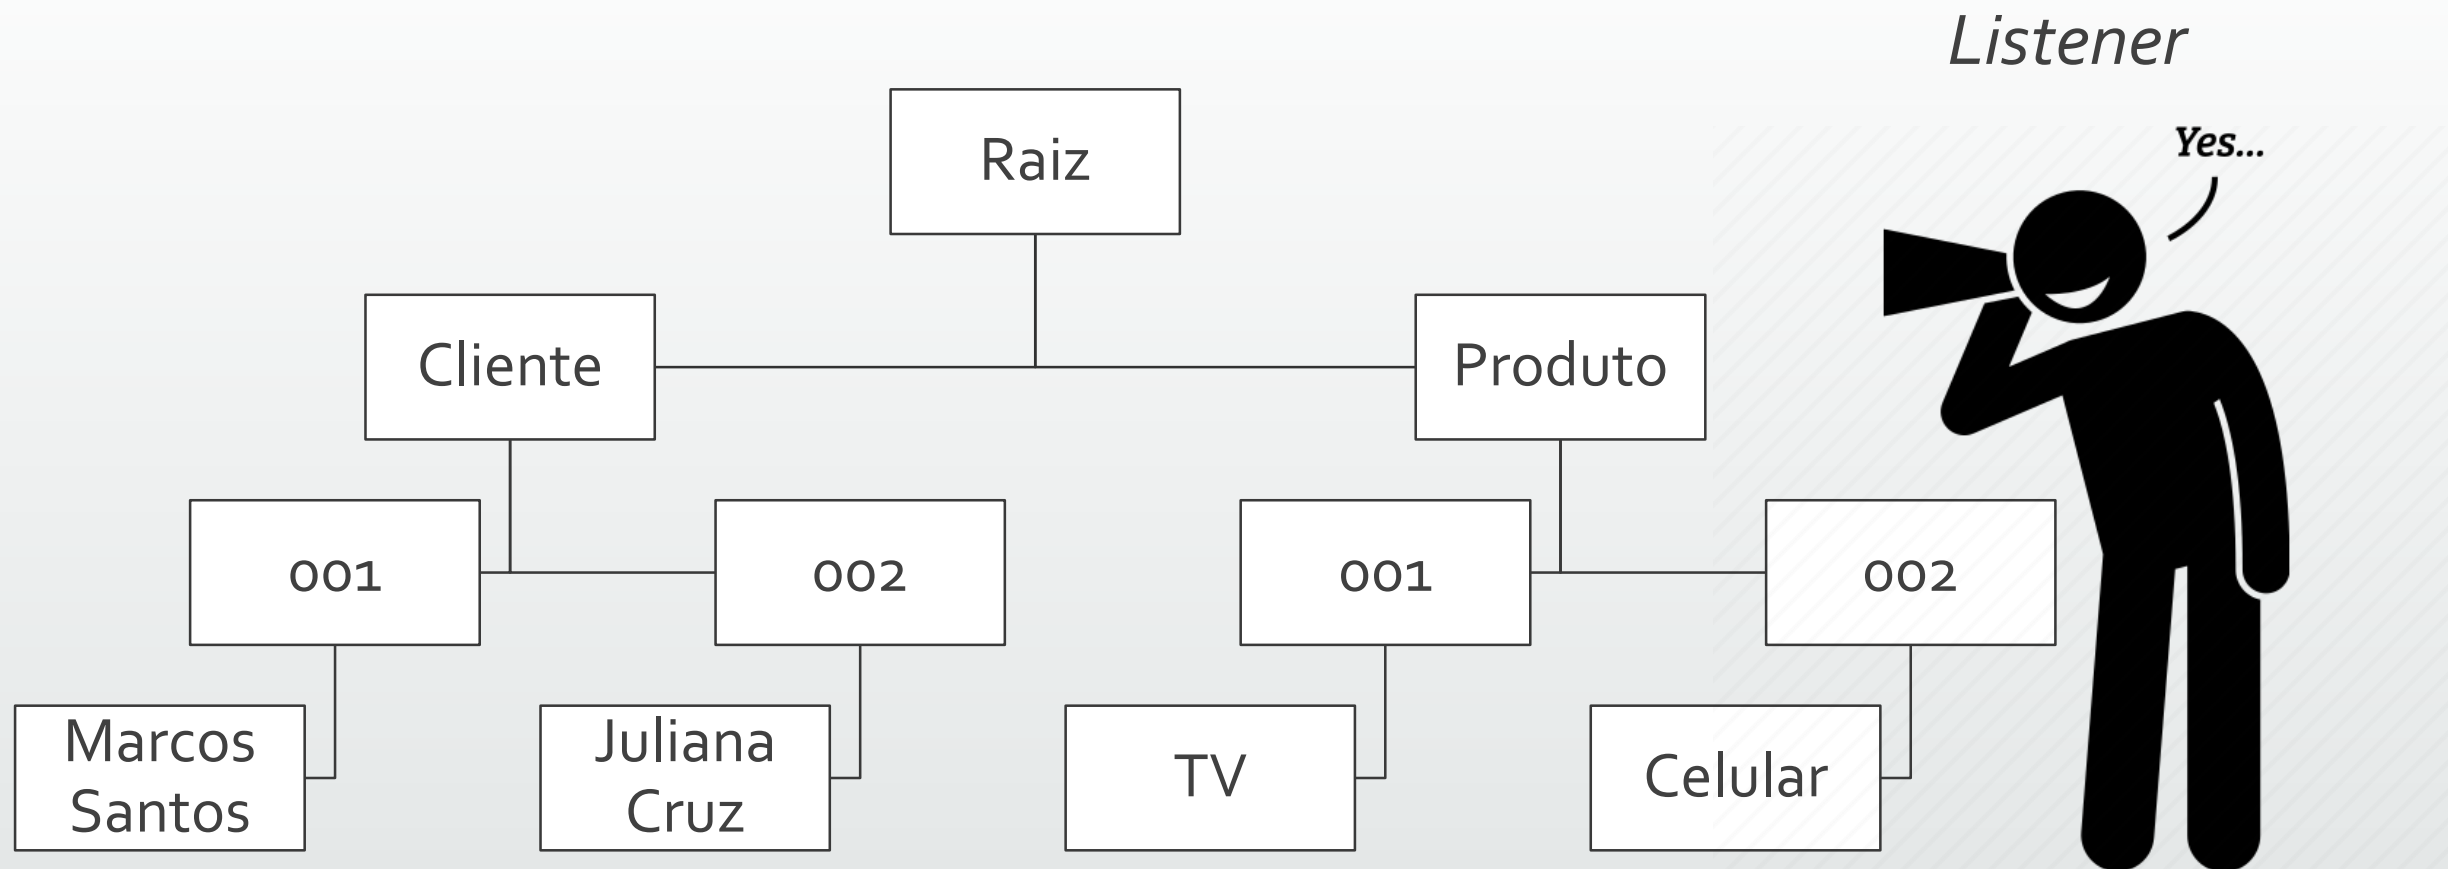 Listener
Yes...
Raiz
Cliente
Produto
001
002
001
002
Marcos
Santos
Juliana
Cruz
TV
Celular